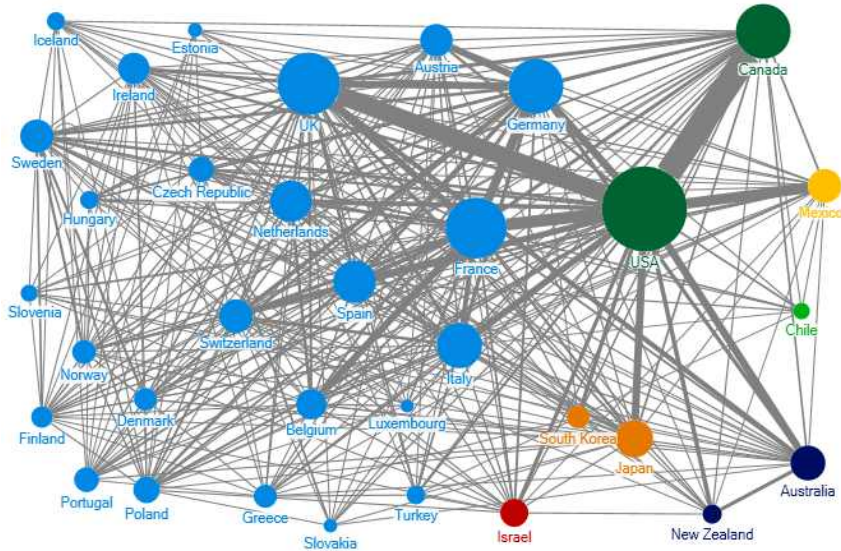 Iceland
Estonia
Ireland
UK
Austria
Germany
Canada
Sweden
Czech Republic
Hungary
Netherlands
France
USA
Mexico
Slovenia
Switzerland
Spain
Italy
Chile
Norway
Denmark
Finland
Belgium
Luxembourg
South Korea
Japan
Portugal
Poland
Greece
Slovakia
Turkey
Israel
New Zealand
Australia